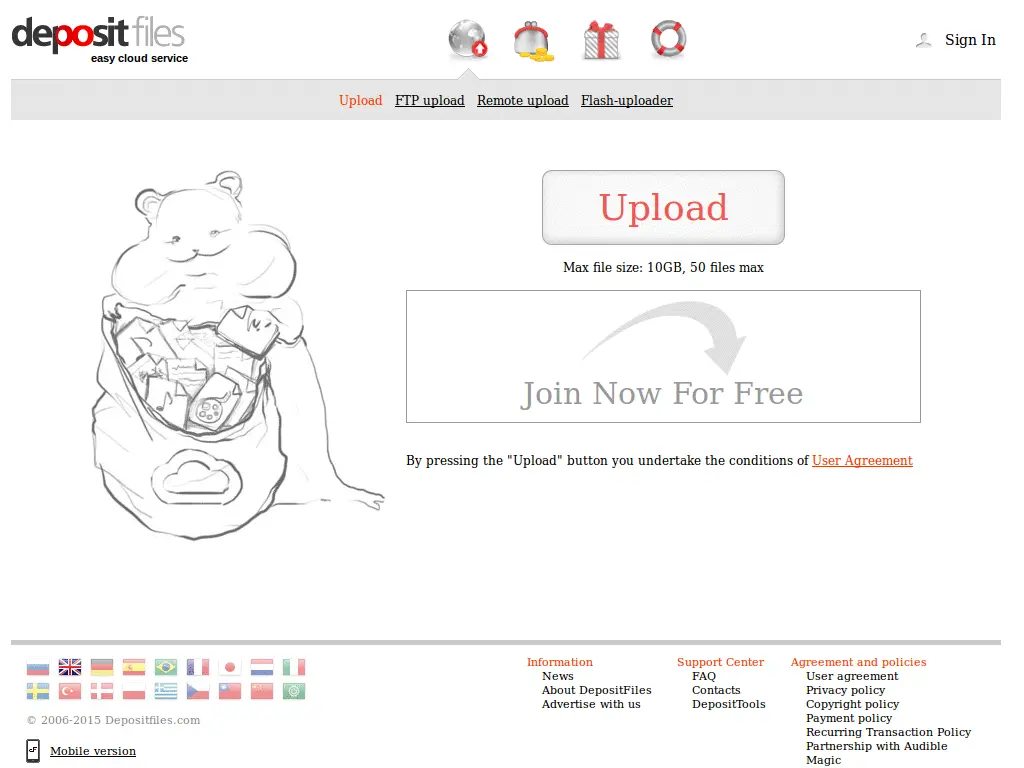 depositfiles
easy cloud service
Sign In
Upload FTP upload Remote upload Flash-uploader
Upload
Max file size: 10GB, 50 files max
Join Now For Free
By pressing the "Upload" button you undertake the conditions of User Agreement
Information
News
About DepositFiles
Advertise with us
Support Center
FAQ
Contacts
DepositTools
Agreement and policies
User agreement
Privacy policy
Copyright policy
Payment policy
Recurring Transaction Policy
Partnership with Audible
Magic
© 2006-2015 Depositfiles.com
Mobile version